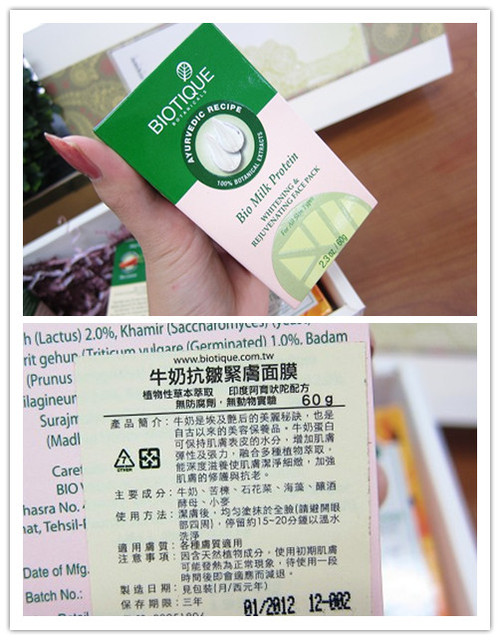 BIOTIQUE
BOTANICALS
AYURVEDIC RECIPE
100% BOTANICAL EXTRACTS
Bio Milk Protein
WHITENING &
REJUVENATING FACE PACK
For All Skin Types
2.3 oz./60g
h (Lactus) 2.0%, Khamir (Saccharomyces) (yeast)
rit gehun (Triticum vulgare (Germinated) 1.0%. Badam
(Prunus
ilagineum
Surajm
(Madh
Care
BIO
hasra No.
nat, Tehsil-
Date of Mfg.
Batch No.:
www.biotique.com.tw
牛奶抗皺緊膚面膜
植物性草本萃取 印度阿育吠陀配方
無防腐劑,無動物實驗 60g
產品簡介:牛奶是埃及艷后的美麗秘訣,也是
自古以來的美容保養品。牛奶蛋白
可保持肌膚表皮的水分,增加肌膚
彈性及張力,融合多種植物萃取,
能深度滋養使肌膚潔淨細緻,加強
肌膚的修護與抗老。
主要成分:牛奶、苦楝、石花菜、海藻、釀酒
酵母、小麥
使用方法:潔膚後,均勻塗抹於全臉(請避開眼
部四周),停留約15~20分鐘以溫水
洗淨
適用膚質:各種膚質適用
注意事項:因含天然植物成分,使用初期肌膚
可能發熱為正常現象,待使用一段
時間後即會適應而減退。
製造日期:見包裝(月/西元年)
保存期限:三年
01/2012 12-002